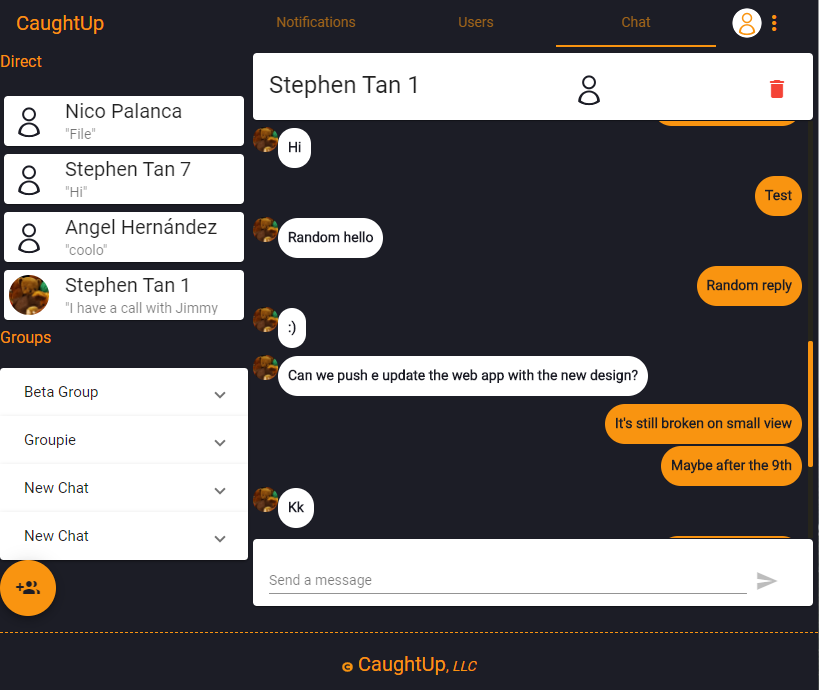 CaughtUp
Notifications
Users
Chat
Direct
Nico Palanca
"File"
Stephen Tan 7
"Hi"
Angel Hernández
"coolo"
Stephen Tan 1
"I have a call with Jimmy
Groups
Beta Group
Groupie
New Chat
New Chat
Stephen Tan 1
Hi
Test
Random hello
Random reply
:)
Can we push e update the web app with the new design?
It's still broken on small view
Maybe after the 9th
Kk
Send a message
© CaughtUp, LLC